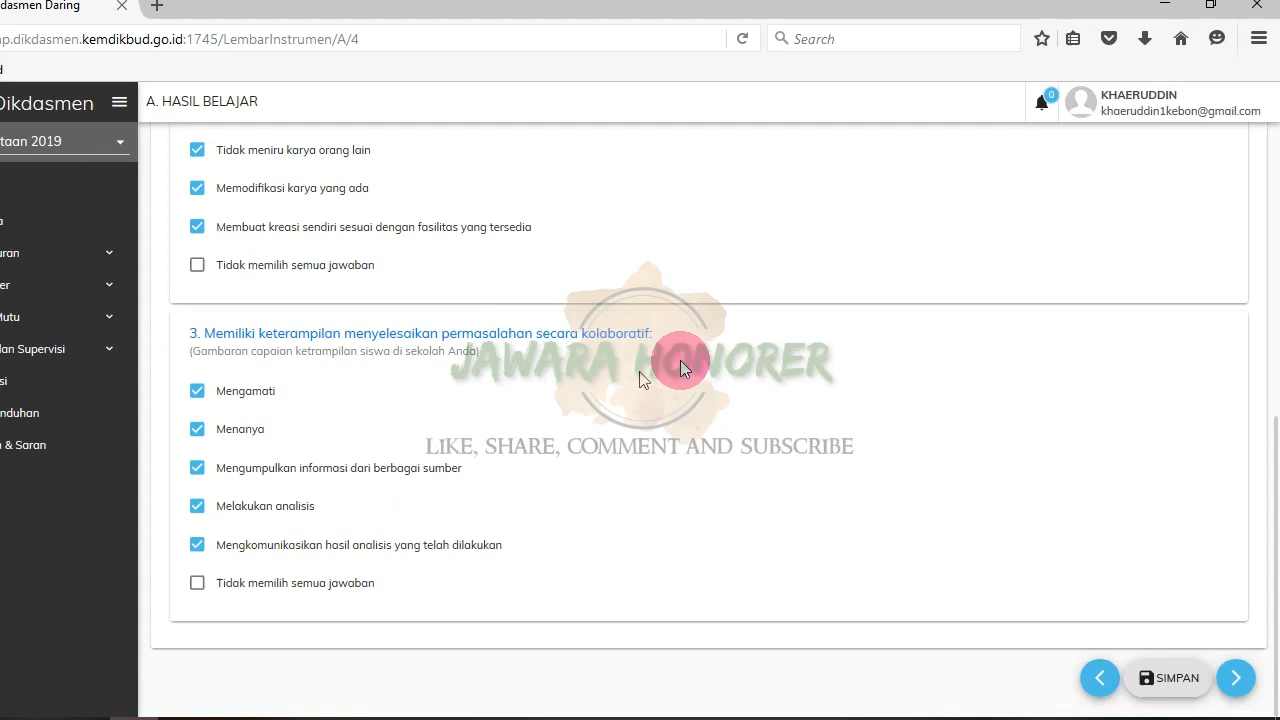 dasmen Daring
p.dikdasmen.kemdikbud.go.id:1745/LembarInstrumen/A/4
Search
d
Dikdasmen
A. HASIL BELAJAR
0
KHAERUDDIN
khaeruddin1kebon@gmail.com
taan 2019
a
uran
er
Mutu
dan Supervisi
si
nduhan
n & Saran
Tidak meniru karya orang lain
Memodifikasi karya yang ada
Membuat kreasi sendiri sesuai dengan fasilitas yang tersedia
Tidak memilih semua jawaban
3. Memiliki keterampilan menyelesaikan permasalahan secara kolaboratif:
(Gambaran capaian ketrampilan siswa di sekolah Anda)
JAWARA HONORER
LIKE, SHARE, COMMENT AND SUBSCRIBE
Mengamati
Menanya
Mengumpulkan informasi dari berbagai sumber
Melakukan analisis
Mengkomunikasikan hasil analisis yang telah dilakukan
Tidak memilih semua jawaban
SIMPAN